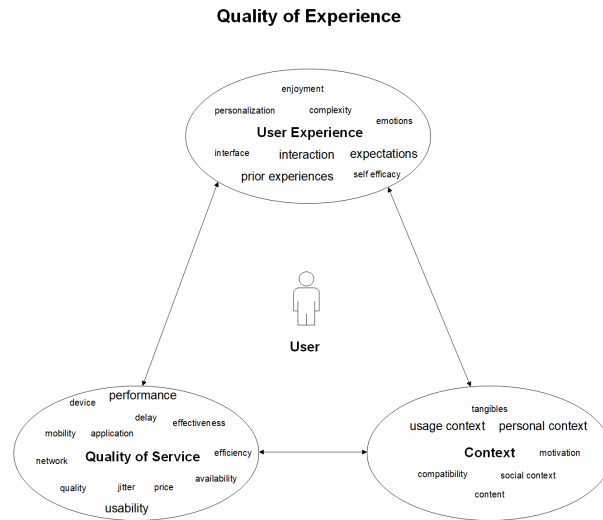 Quality of Experience
enjoyment
personalization complexity
emotions
User Experience
interface interaction expectations
prior experiences self efficacy
User
performance
device
delay
effectiveness
mobility application
Quality of Service efficiency
network
availability
quality jitter price
usability
tangibles
usage context personal context
Context motivation
compatibility social context
content